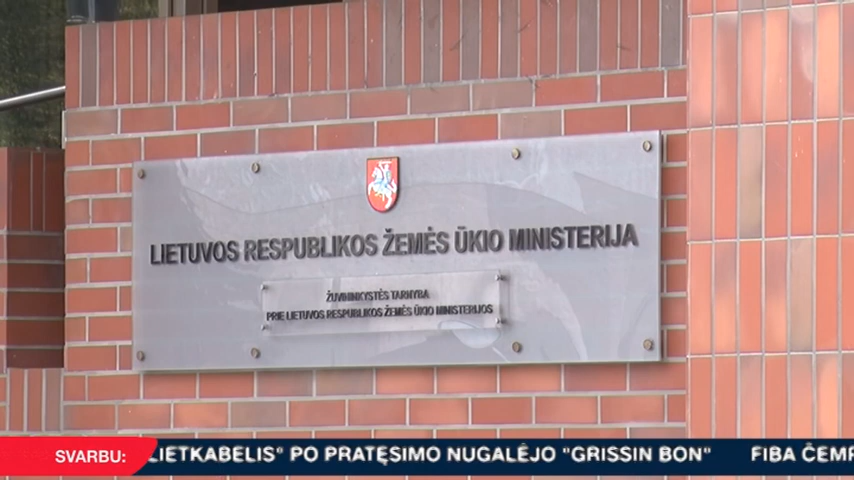 LIETUVOS RESPUBLIKOS ŽEMĖS ŪKIO MINISTERIJA
ŽUVININKYSTĖS TARNYBA
PRIE LIETUVOS RESPUBLIKOS ŽEMĖS ŪKIO MINISTERIJOS
SVARBU: LIETKABELIS" PO PRATĘSIMO NUGALĖJO "GRISSIN BON" FIBA